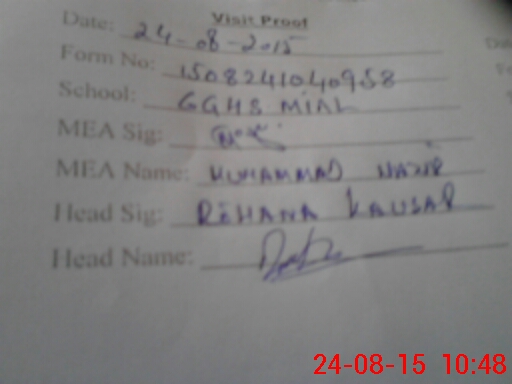 Visit Proof
Date: 24-08-2015
Form No: 1508241040958
School: GGHS MIAL
MEA Sig:
MEA Name: MUHAMMAD NAZIR
Head Sig: REHANA KAUSAR
Head Name:
24-08-15 10:48